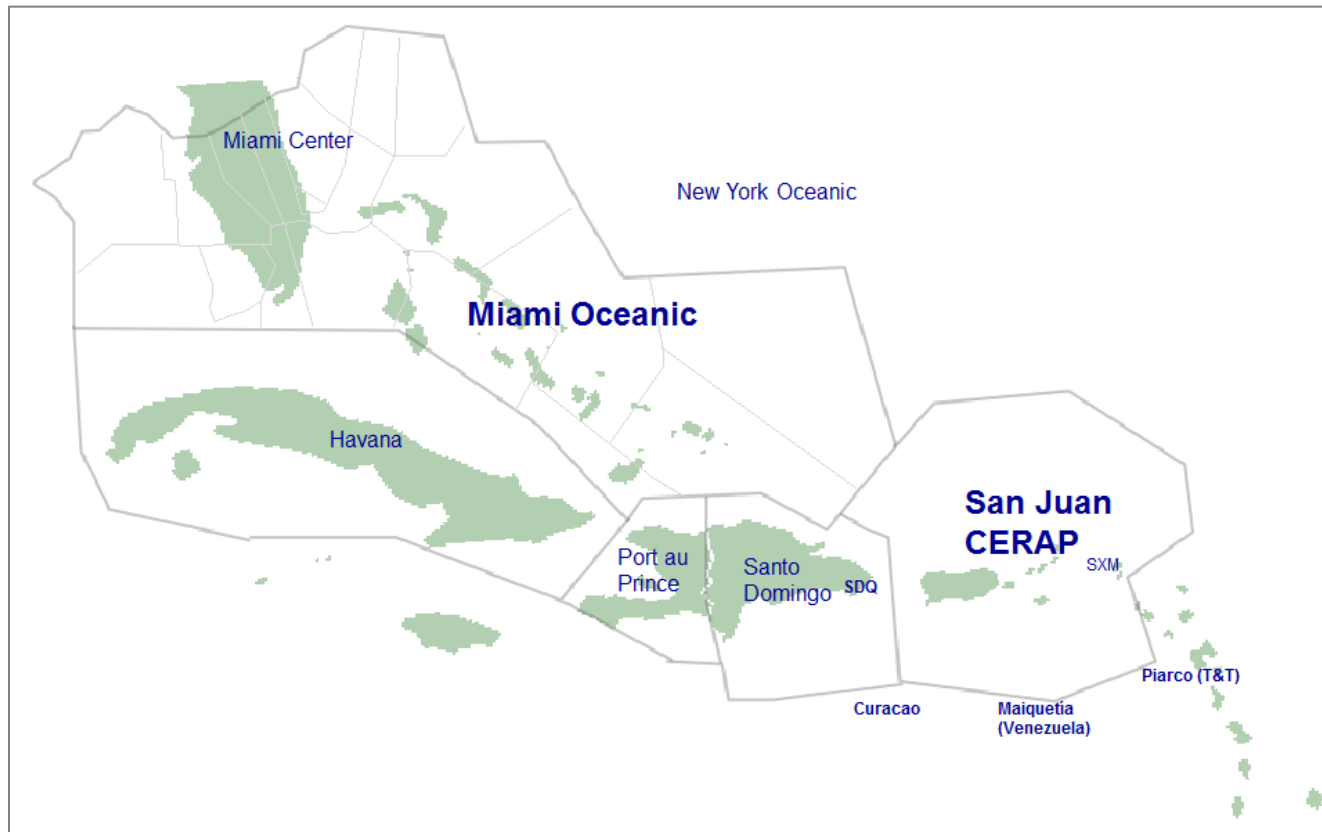 Miami Center
New York Oceanic
Miami Oceanic
Havana
San Juan
CERAP
SXM
Port au
Prince
Santo
Domingo
SDQ
Piarco (T&T)
Curacao
Maiquetia
(Venezuela)